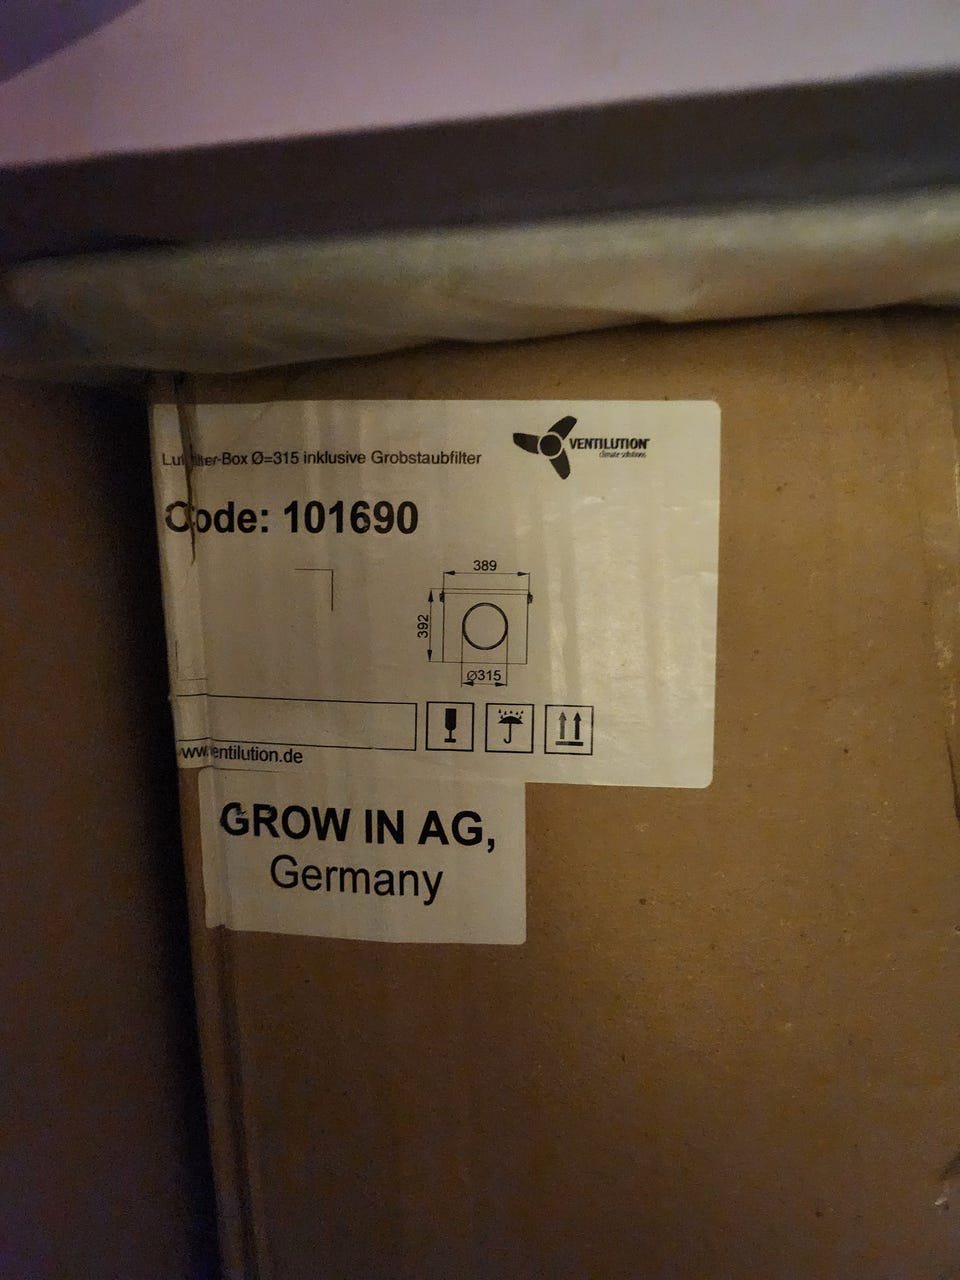 VENTILUTION
climate solutions
Luftfilter-Box Ø=315 inklusive Grobstaubfilter
Code: 101690
389
392
Ø315
www.ventilution.de
GROW IN AG,
Germany